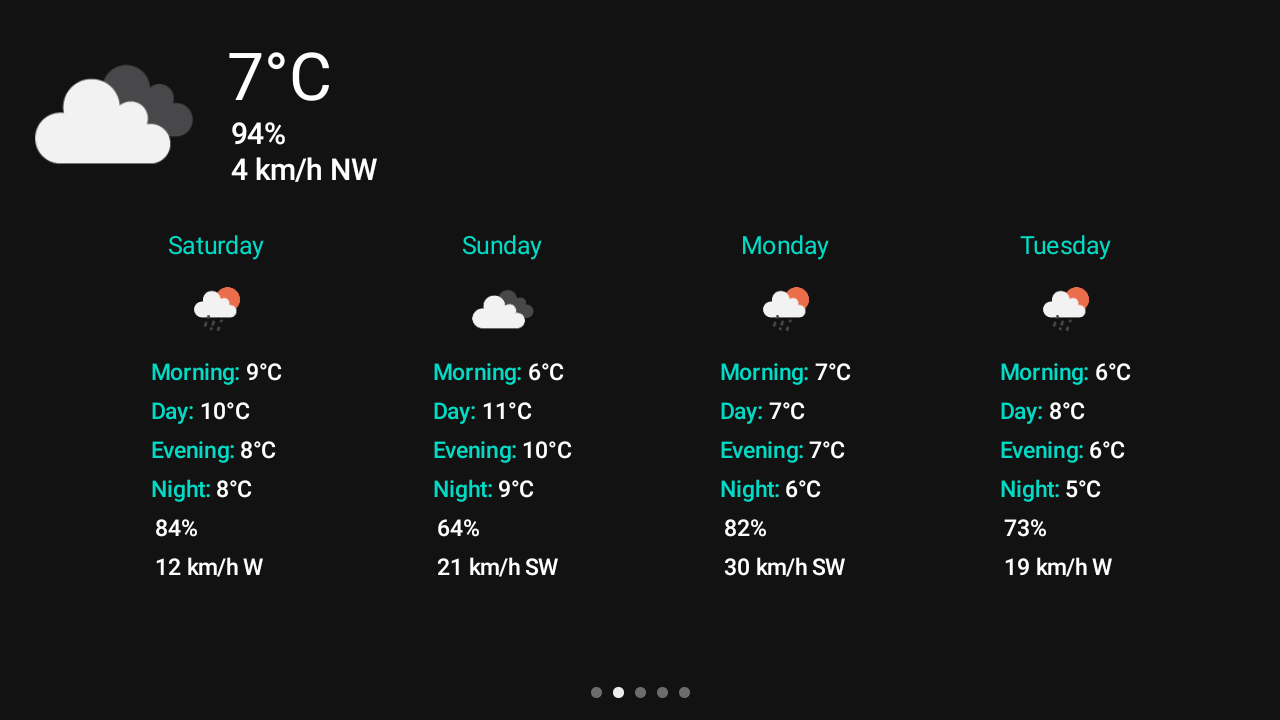 7°C
94%
4 km/h NW
Saturday
Morning: 9°C
Day: 10°C
Evening: 8°C
Night: 8°C
84%
12 km/h W
Sunday
Morning: 6°C
Day: 11°C
Evening: 10°C
Night: 9°C
64%
21 km/h SW
Monday
Morning: 7°C
Day: 7°C
Evening: 7°C
Night: 6°C
82%
30 km/h SW
Tuesday
Morning: 6°C
Day: 8°C
Evening: 6°C
Night: 5°C
73%
19 km/h W